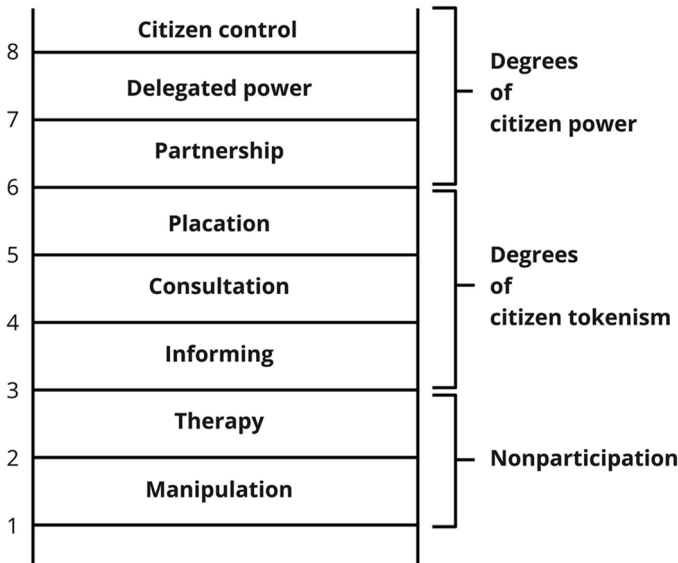 Citizen control
8
Delegated power
7
Partnership
6
Placation
5
Consultation
4
Informing
3
Therapy
2
Manipulation
1
Degrees
of
citizen power
Degrees
of
citizen tokenism
Nonparticipation